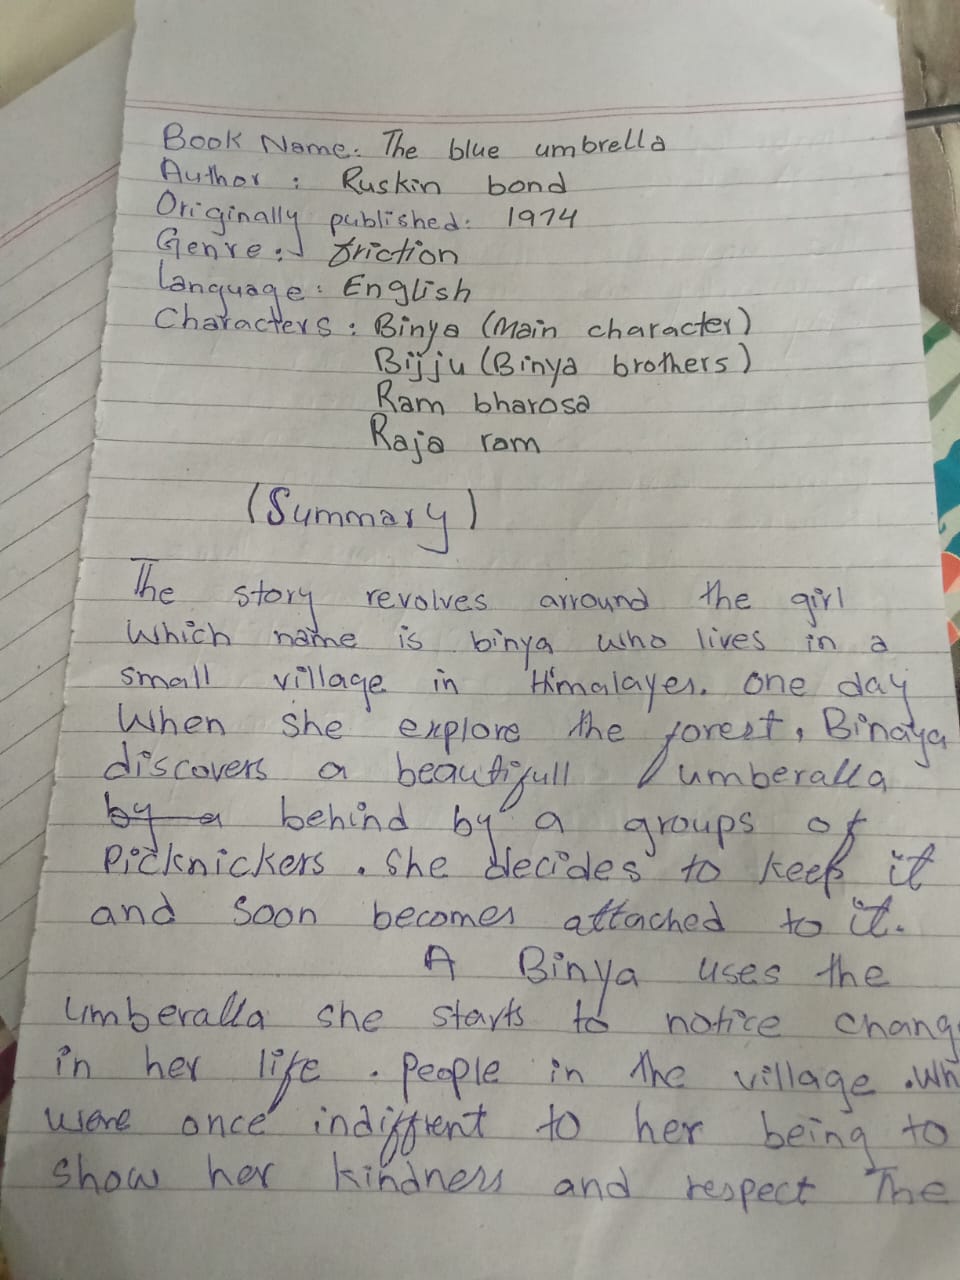 Book Name: The blue umbrella
Author : Ruskin bond
Originally published: 1974
Genre : friction
Language : English
Characters : Binya (Main character)
Bijju (Binya brothers)
Ram bharosa
Raja ram
(Summary)
The story revolves arround the girl
which name is binya who lives in a
small village in Himalayes. one day
When she explore the forest, Binaya
discovers a beautifull umberalla
by a behind by a groups of
Picknickers. She decides to keep it
and soon becomes attached to it.
A Binya uses the
umberalla she starts to notice chang
in her life. people in the village . Wh
were once indiffrent to her being to
show her kindness and respect The